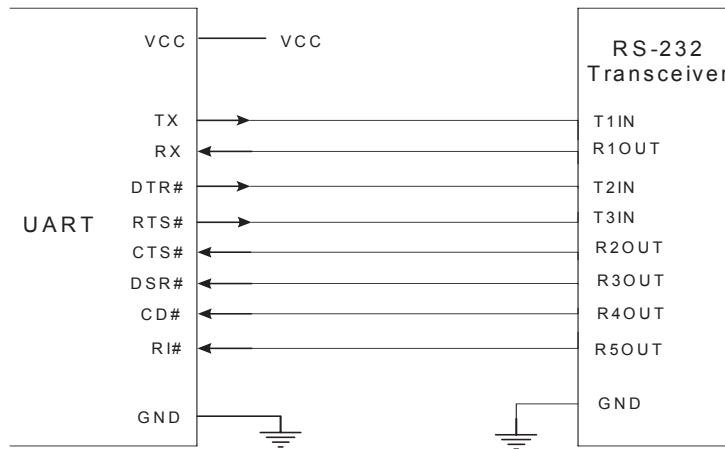 VCC VCC
RS-232
Transceiver
TX T1IN
RX R1OUT
DTR# T2IN
UART RTS# T3IN
CTS# R2OUT
DSR# R3OUT
CD# R4OUT
RI# R5OUT
GND GND